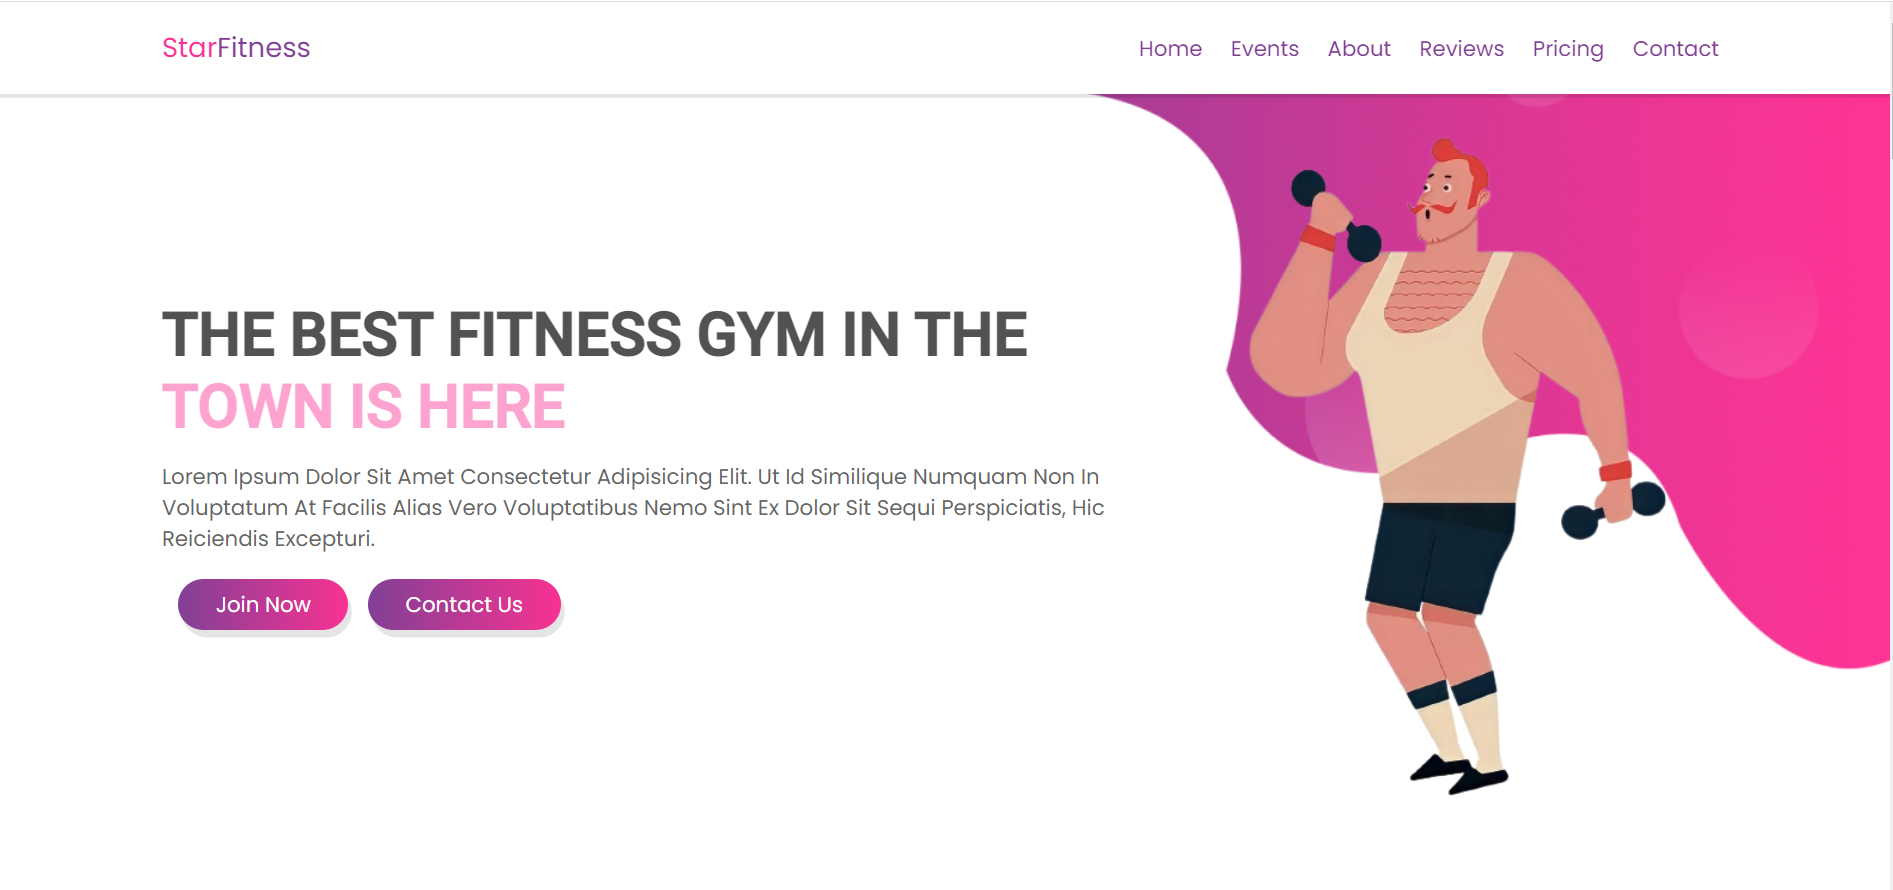 StarFitness
Home Events About Reviews Pricing Contact
THE BEST FITNESS GYM IN THE
TOWN IS HERE
Lorem Ipsum Dolor Sit Amet Consectetur Adipisicing Elit. Ut Id Similique Numquam Non In
Voluptatum At Facilis Alias Vero Voluptatibus Nemo Sint Ex Dolor Sit Sequi Perspiciatis, Hic
Reiciendis Excepturi.
Join Now
Contact Us